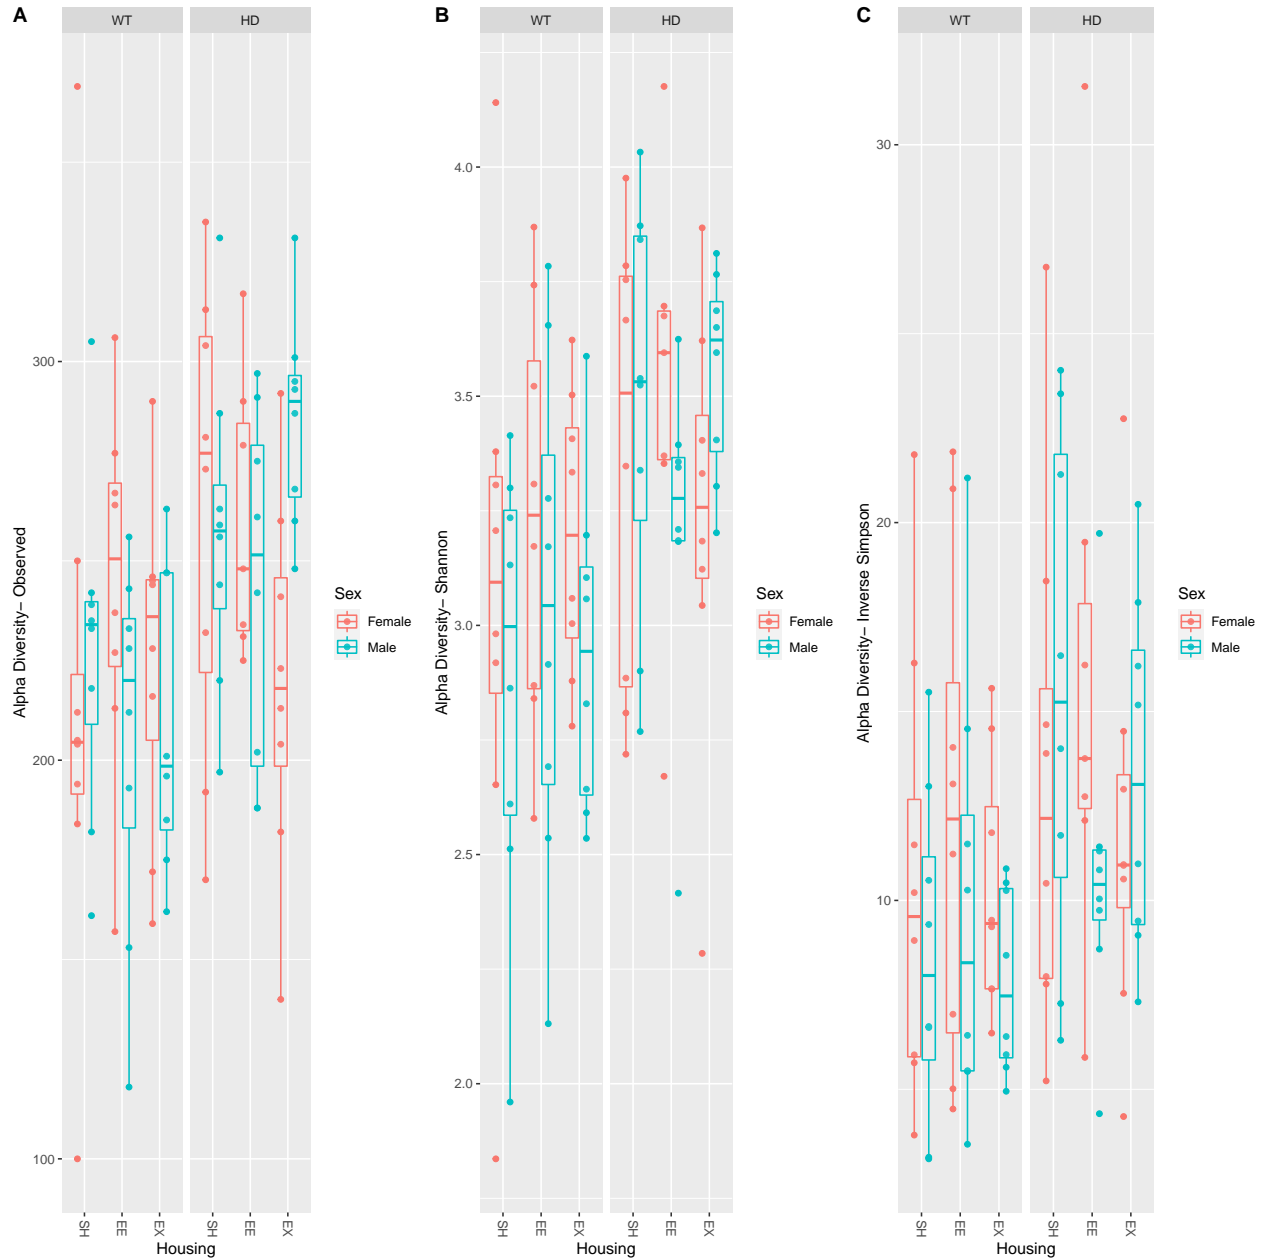 A
WT
HD
Alpha Diversity– Observed
300
200
100
SH
EE
EX
SH
EE
EX
Housing
Sex
Female
Male
B
WT
HD
Alpha Diversity– Shannon
4.0
3.5
3.0
2.5
2.0
SH
EE
EX
SH
EE
EX
Housing
Sex
Female
Male
C
WT
HD
Alpha Diversity– Inverse Simpson
30
20
10
SH
EE
EX
SH
EE
EX
Housing
Sex
Female
Male